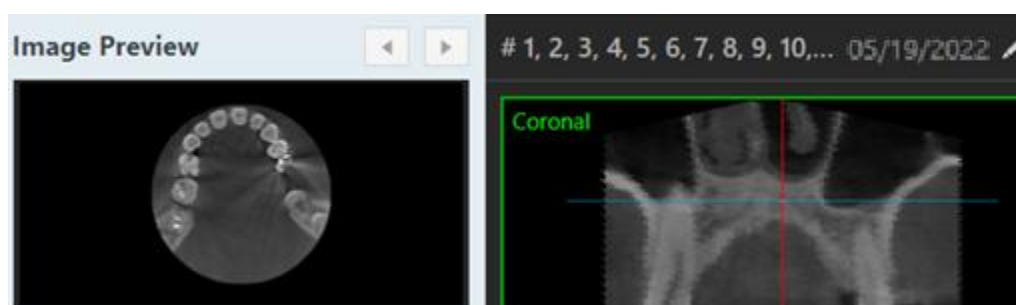 Image Preview
# 1, 2, 3, 4, 5, 6, 7, 8, 9, 10,... 05/19/2022
Coronal